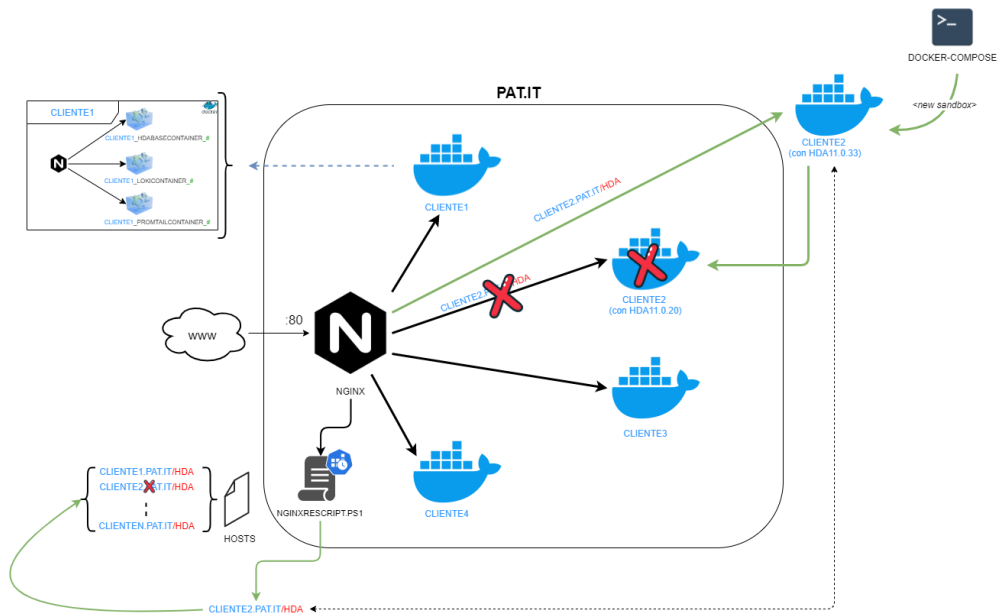 DOCKER-COMPOSE
<new sandbox>
PAT.IT
CLIENTE1
docker
CLIENTE1_HDABASECONTAINER_#
N
CLIENTE1_LOKICONTAINER_#
CLIENTE1_PROMTAILCONTAINER_#
CLIENTE1
CLIENTE2
(con HDA11.0.33)
CLIENTE2.PAT.IT/HDA
CLIENTE2.P    HDA
CLIENTE2
(con HDA11.0.20)
www
:80
N
NGINX
CLIENTE3
NGINXRESCRIPT.PS1
CLIENTE4
CLIENTE1.PAT.IT/HDA
CLIENTE2.PAT.IT/HDA
CLIENTEN.PAT.IT/HDA
HOSTS
CLIENTE2.PAT.IT/HDA